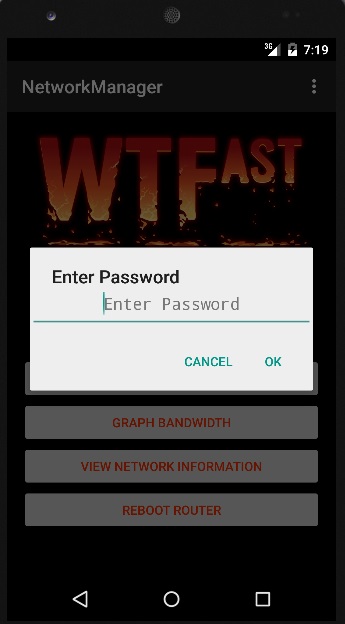 3G 7:19
NetworkManager
WTFAST
Enter Password
Enter Password
CANCEL OK
GRAPH BANDWIDTH
VIEW NETWORK INFORMATION
REBOOT ROUTER